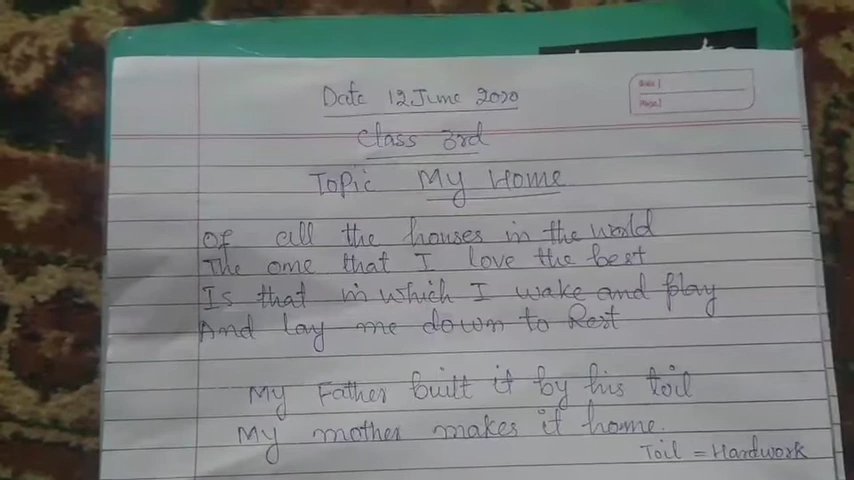 Date 12 June 2020
Date
Page
Class 3rd
Topic My Home
Of all the houses in the world
The one that I love the best
Is that in which I wake and play
And lay me down to Rest
My Father built it by his toil
My mother makes it home.
Toil = Hardwork